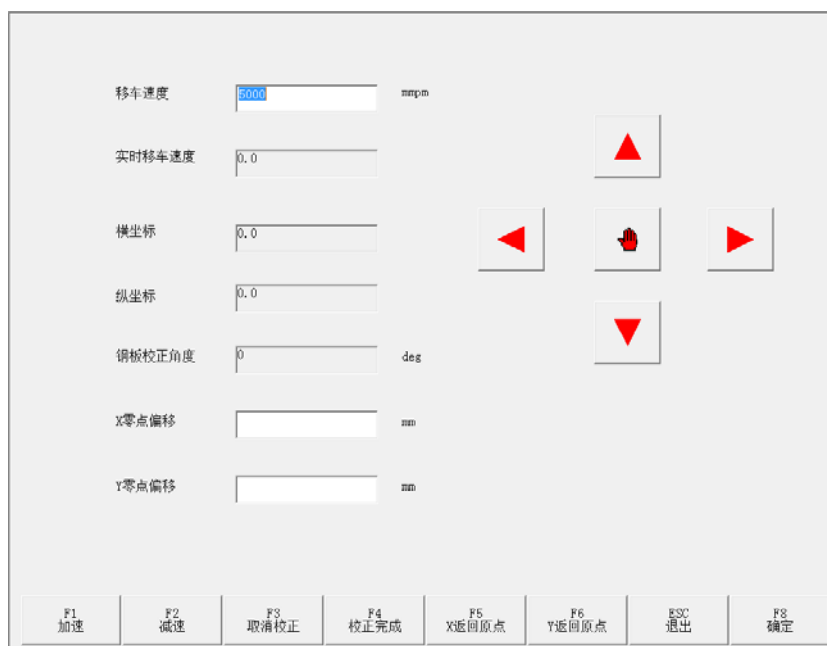 移车速度 5000 mmpm
实时移车速度 0.0
横坐标 0.0
纵坐标 0.0
钢板校正角度 0 deg
X零点偏移 mm
Y零点偏移 mm
F1 F2 F3 F4 F5 F6 ESC F8
加速 减速 取消校正 校正完成 X返回原点 Y返回原点 退出 确定